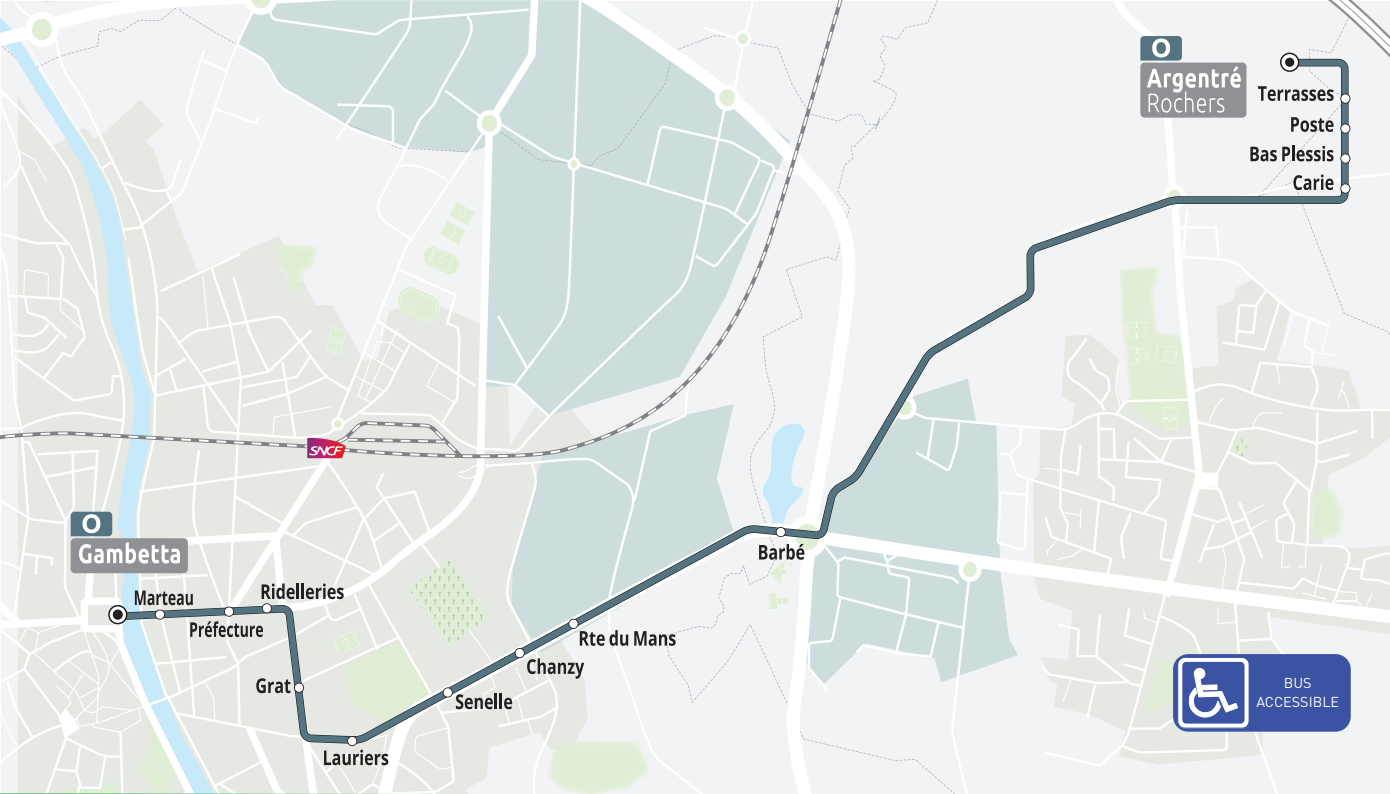 O
Argentré
Rochers
Terrasses
Poste
Bas Plessis
Carie
SNCF
O
Gambetta
Marteau
Préfecture
Ridelleries
Grat
Lauriers
Senelle
Chanzy
Rte du Mans
Barbé
BUS
ACCESSIBLE